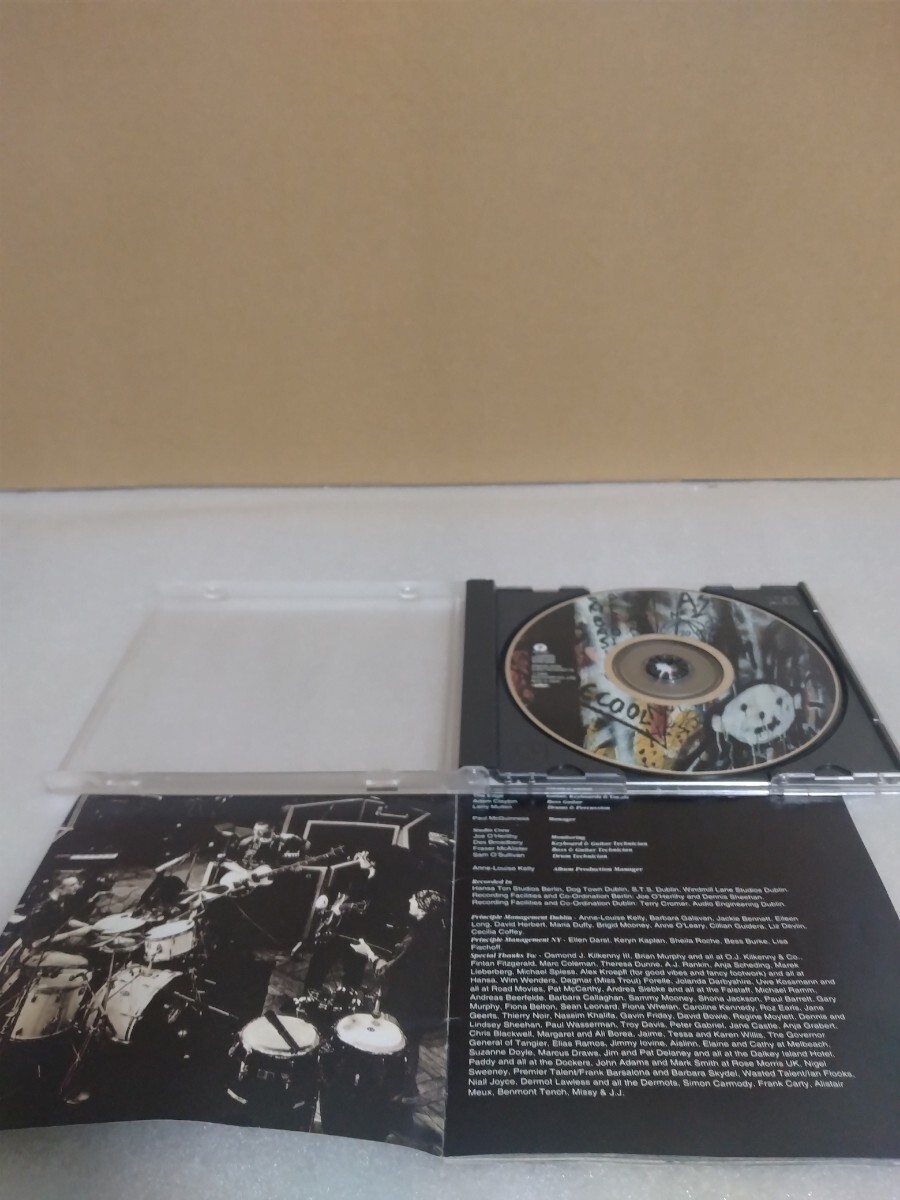 COOL
The Edge Guitar, Keyboards & Vocals
Adam Clayton Bass Guitar
Larry Mullen Drums & Percussion
Paul McGuinness Manager
Studio Crew
Joe O'Herlihy Monitoring
Des Broadbery Keyboard & Guitar Technician
Fraser McAlister Bass & Guitar Technician
Sam O'Sullivan Drum Technician
Anne-Louise Kelly Album Production Manager
Recorded in
Hansa Ton Studios Berlin, Dog Town Dublin, S.T.S. Dublin, Windmill Lane Studios Dublin.
Recording Facilities and Co-Ordination Berlin: Joe O'Herlihy and Dennis Sheehan.
Recording Facilities and Co-Ordination Dublin: Terry Cromer, Audio Engineering Dublin.
Principle Management Dublin - Anne-Louise Kelly, Barbara Galavan, Jackie Bennett, Eileen
Long, David Herbert, Maria Duffy, Brigid Mooney, Anne O'Leary, Cillian Guidera, Liz Devlin,
Cecilia Coffey.
Principle Management NY - Ellen Darst, Keryn Kaplan, Sheila Roche, Bess Burke, Lisa
Fischoff.
Special Thanks To: - Osmond J. Kilkenny III, Brian Murphy and all at O.J. Kilkenny & Co.,
Fintan Fitzgerald, Marc Coleman, Theresa Dunne, A.J. Rankin, Anja Scheding, Marek
Lieberberg, Michael Spiess, Alex Kroepfl (for good vibes and fancy footwork) and all at
Hansa, Wim Wenders, Dagmar (Miss Trout) Forelle, Jolanda Darbyshire, Uwe Kossmann and
all at Road Movies, Pat McCarthy, Andrea Siebke and all at the Falstaff, Michael Ramm,
Andreas Beerfelde, Barbara Callaghan, Sammy Mooney, Shona Jackson, Paul Barrett, Gary
Murphy, Fiona Belton, Sean Leonard, Fiona Whelan, Caroline Kennedy, Roz Earls, Jane
Geerts, Thierry Noir, Nassim Khalifa, Gavin Friday, David Bowie, Regine Moylett, Dennis and
Lindsey Sheehan, Paul Wasserman, Troy Davis, Peter Gabriel, Jane Castle, Anja Grabert,
Chris Blackwell, Margaret and Ali Borea, Jaime, Tessa and Karen Willis, The Governor
General of Tangier, Elias Ramos, Jimmy Iovine, Aislinn, Elaine and Cathy at Melbeach,
Suzanne Doyle, Marcus Draws, Jim and Pat Delaney and all at the Dalkey Island Hotel,
Paddy and all at the Dockers, John Adams and Mark Smith at Rose Morris UK, Nigel
Sweeney, Premier Talent/Frank Barsalona and Barbara Skydel, Wasted Talent/Ian Flooks,
Niall Joyce, Dermot Lawless and all the Dermots, Simon Carmody, Frank Carty, Alistair
Meux, Benmont Tench, Missy & J.J.